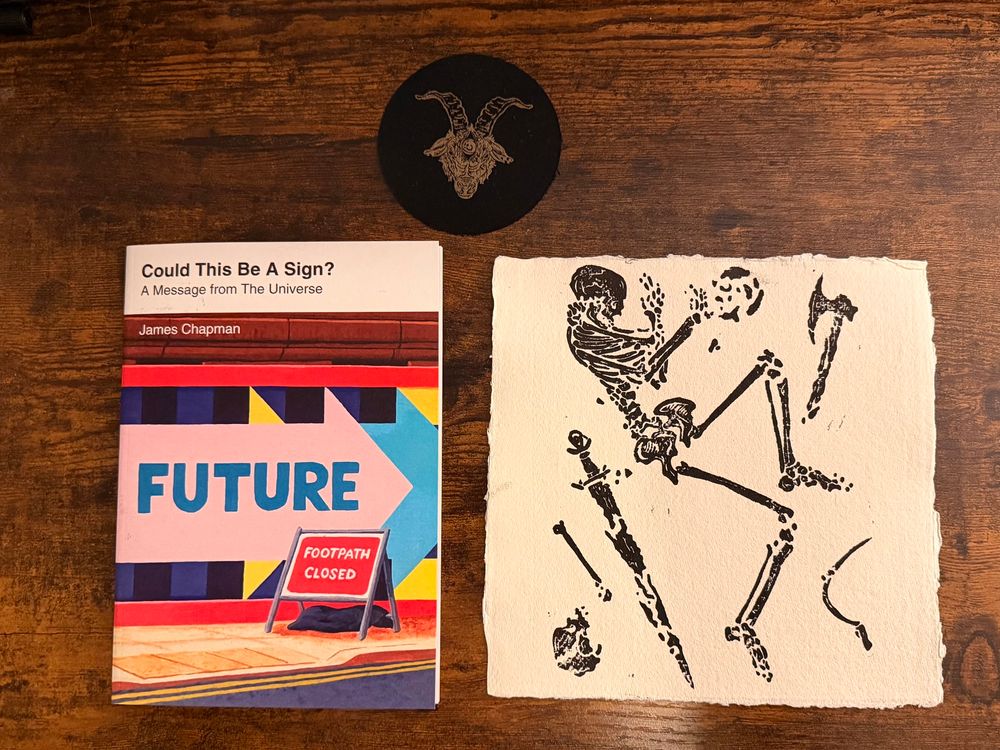 Could This Be A Sign?
A Message from The Universe
James Chapman
FUTURE
FOOTPATH
CLOSED